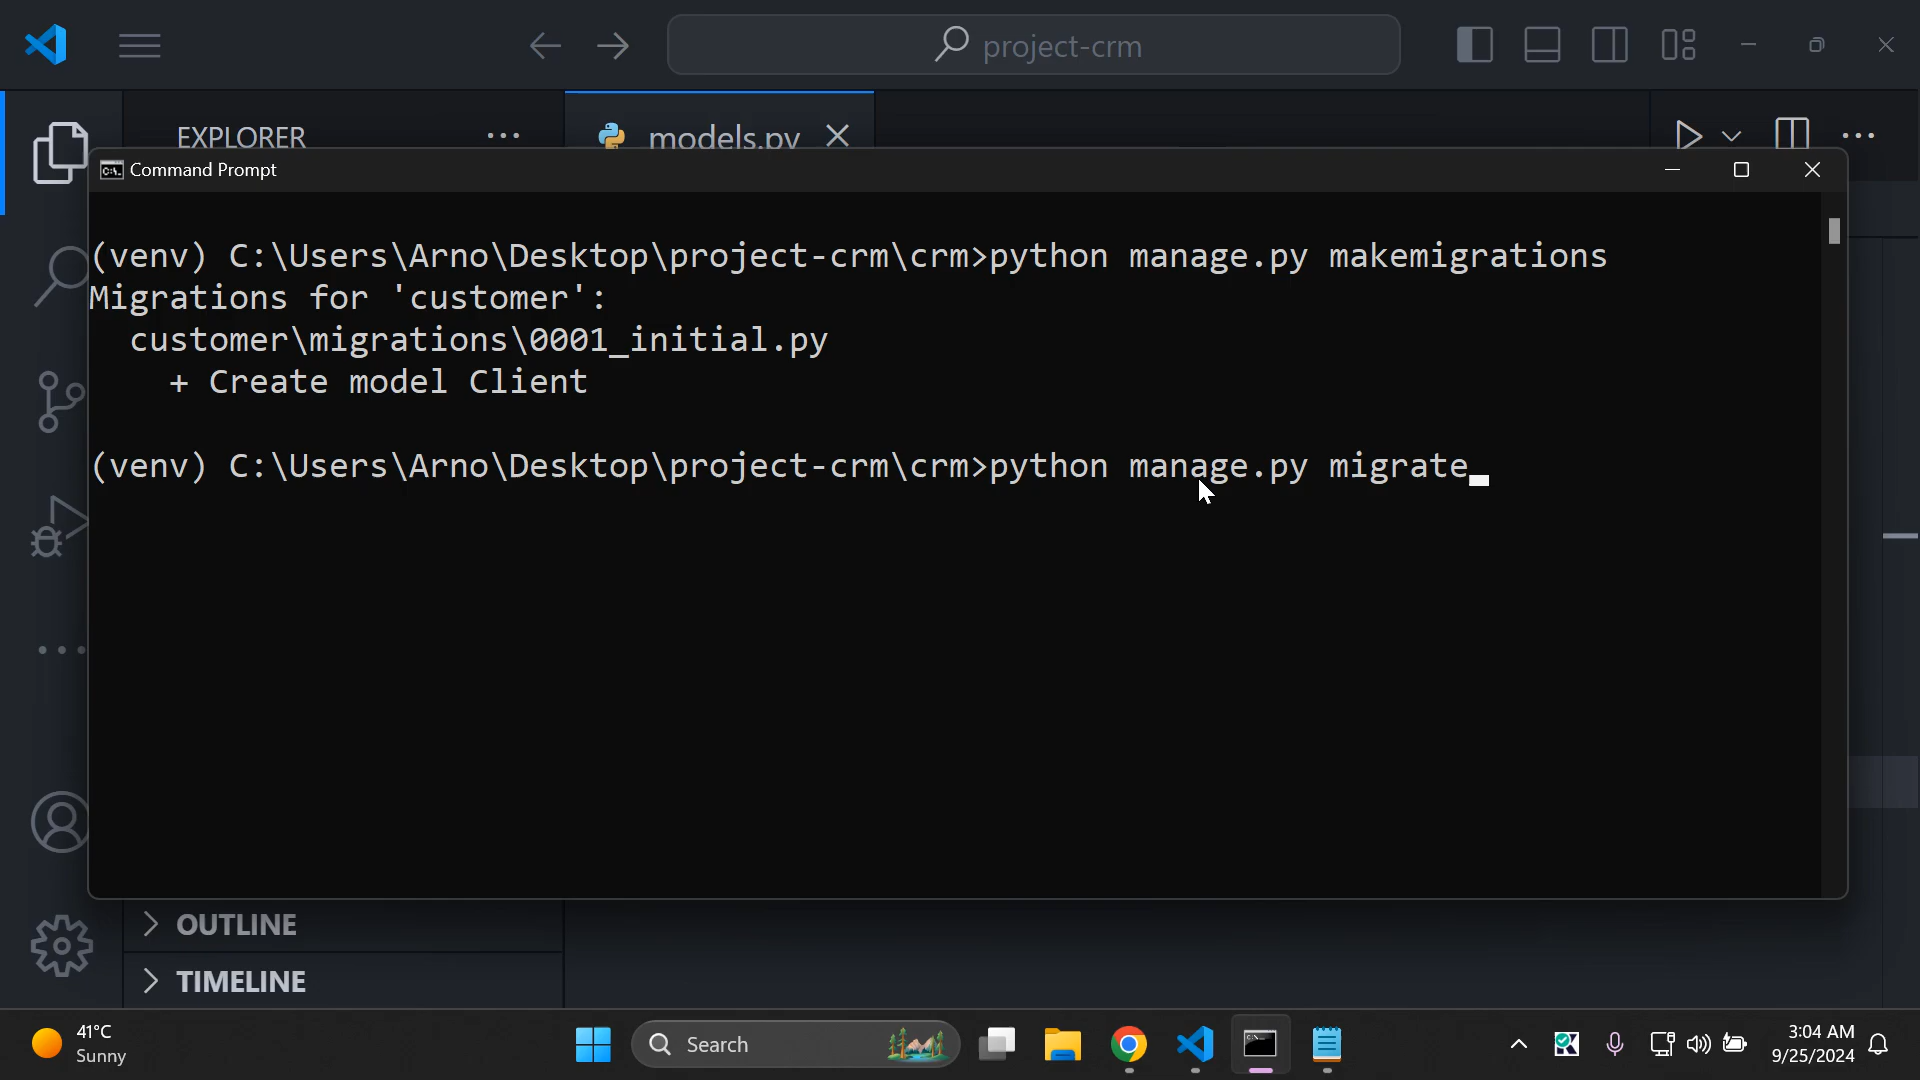 project-crm
EXPLORER
models.py
Command Prompt
(venv) C:\Users\Arno\Desktop\project-crm\crm>python manage.py makemigrations
Migrations for 'customer':
customer\migrations\0001_initial.py
+ Create model Client
(venv) C:\Users\Arno\Desktop\project-crm\crm>python manage.py migrate_
OUTLINE
TIMELINE
41°C
Sunny
Search
3:04 AM
9/25/2024